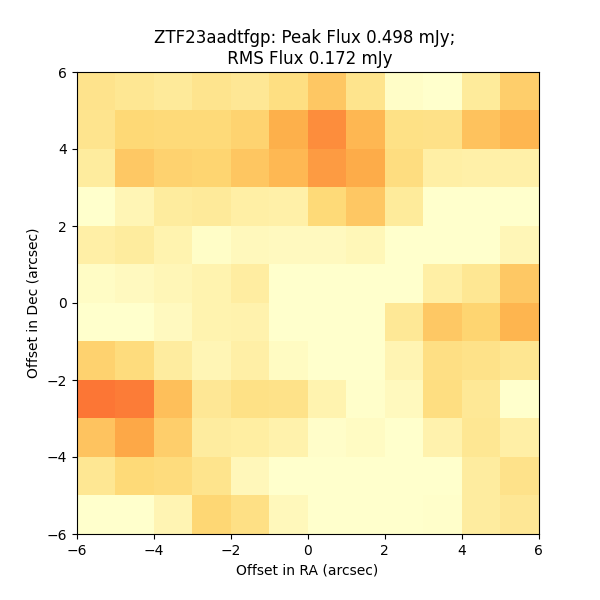 ZTF23aadtfgp: Peak Flux 0.498 mJy;
RMS Flux 0.172 mJy
6
4
2
0
−2
−4
−6
Offset in Dec (arcsec)
−6 −4 −2 0 2 4 6
Offset in RA (arcsec)